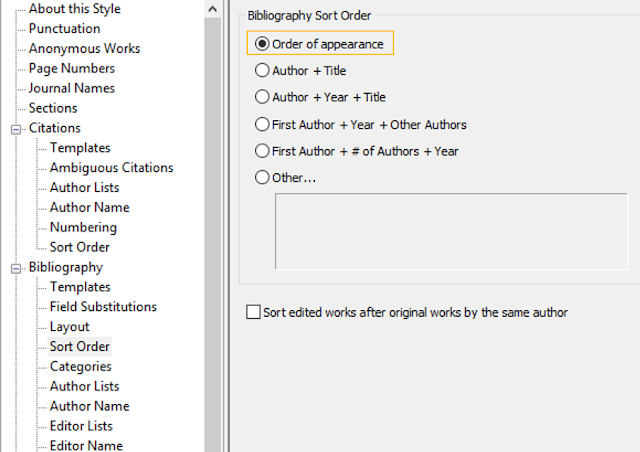 About this Style
Punctuation
Anonymous Works
Page Numbers
Journal Names
Sections
Citations
Templates
Ambiguous Citations
Author Lists
Author Name
Numbering
Sort Order
Bibliography
Templates
Field Substitutions
Layout
Sort Order
Categories
Author Lists
Author Name
Editor Lists
Editor Name
Bibliography Sort Order
Order of appearance
Author + Title
Author + Year + Title
First Author + Year + Other Authors
First Author + # of Authors + Year
Other...
Sort edited works after original works by the same author